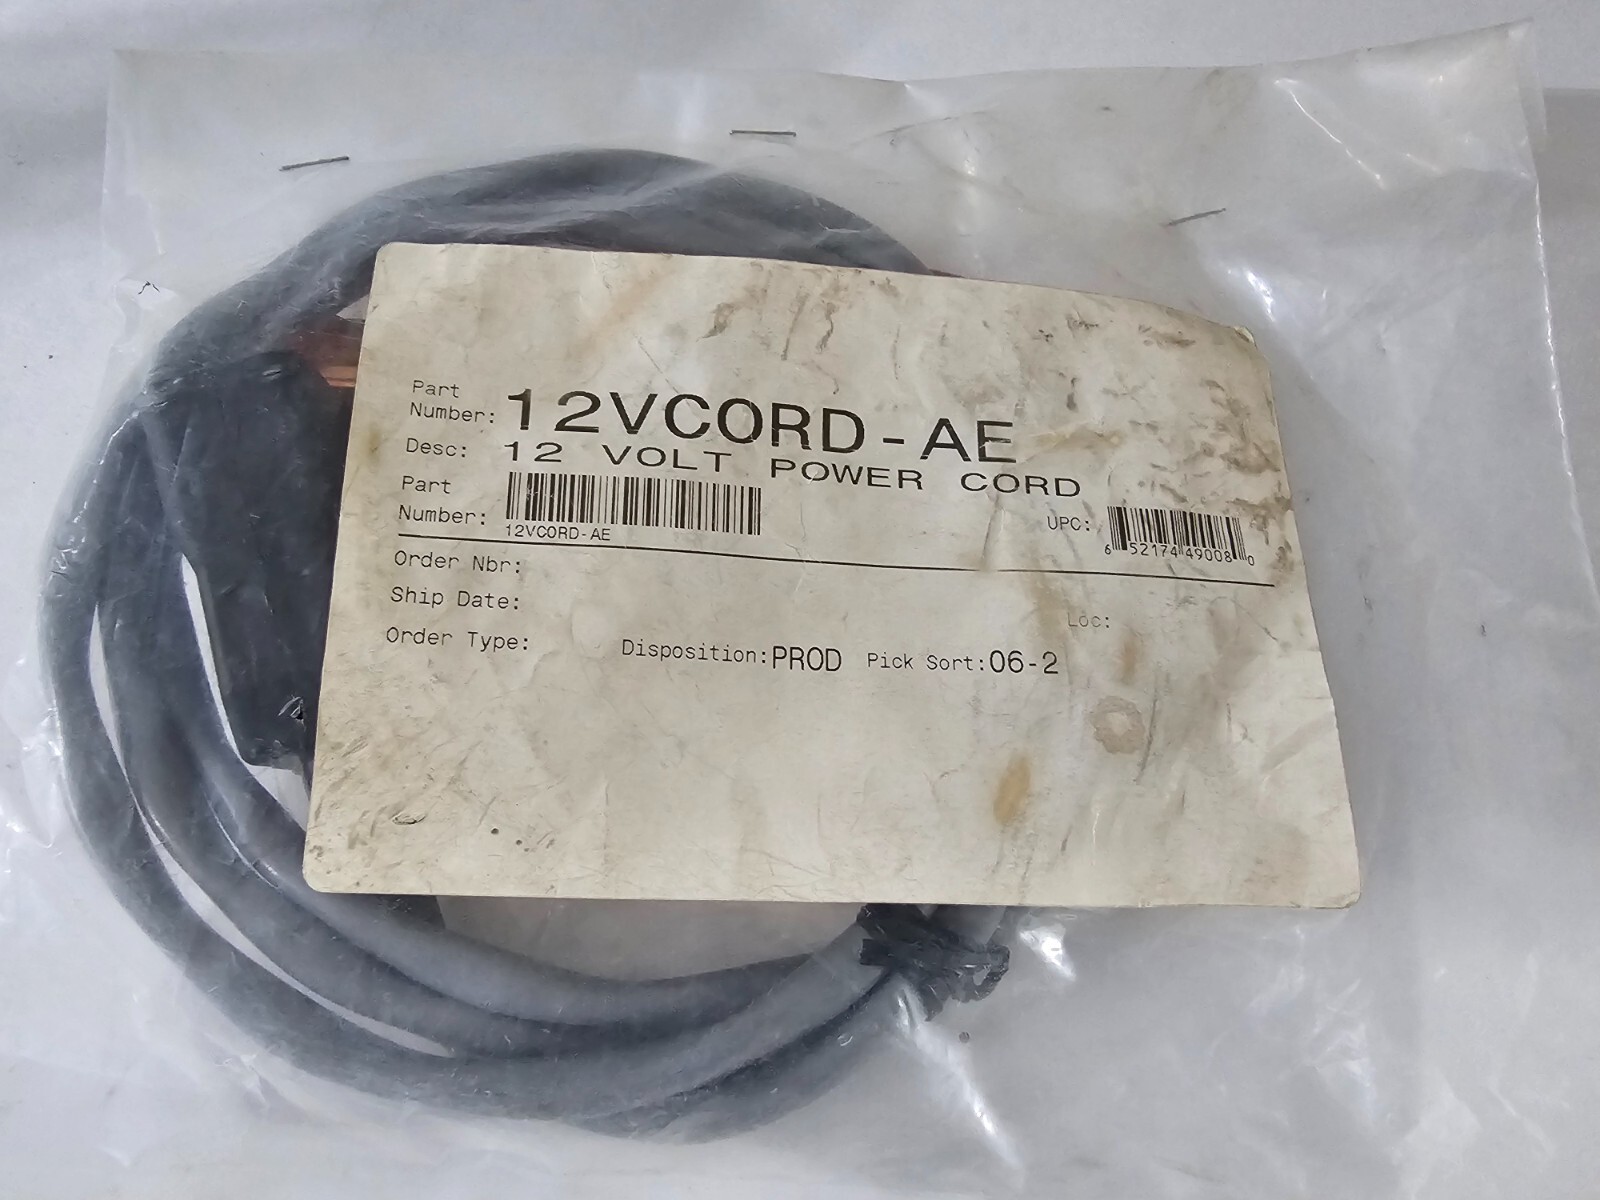 Part
Number: 12VCORD-AE
Desc: 12 VOLT POWER CORD
Part
Number:
12VCORD-AE
UPC:
6 52174 49008 0
Order Nbr:
Ship Date:
Loc:
Order Type: Disposition:PROD Pick Sort:06-2